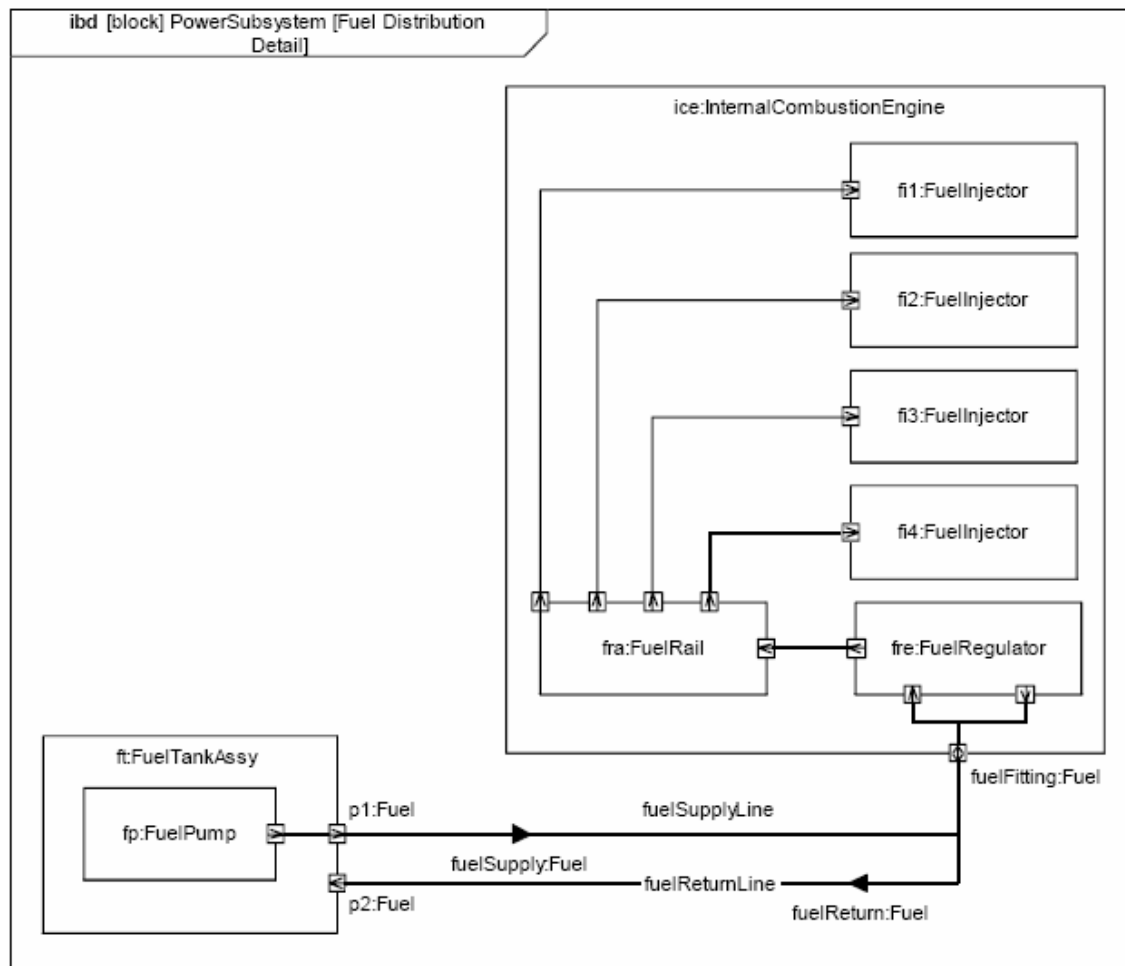 ibd [block] PowerSubsystem [Fuel Distribution
Detail]
ice:InternalCombustionEngine
fi1:FuelInjector
fi2:FuelInjector
fi3:FuelInjector
fi4:FuelInjector
fra:FuelRail
fre:FuelRegulator
ft:FuelTankAssy
fuelFitting:Fuel
p1:Fuel
fuelSupplyLine
fp:FuelPump
fuelSupply:Fuel
fuelReturnLine
p2:Fuel
fuelReturn:Fuel